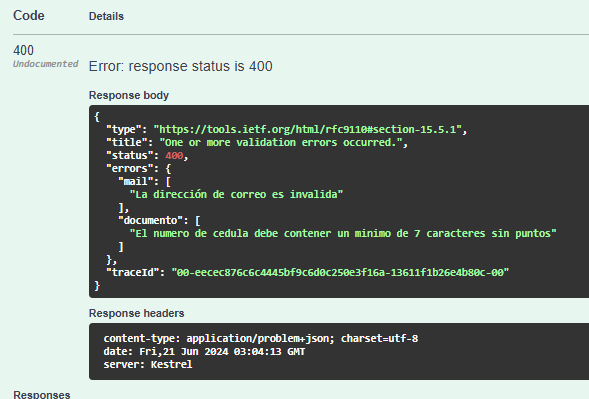 Code Details
400
Undocumented
Error: response status is 400
Response body
{
"type": "https://tools.ietf.org/html/rfc9110#section-15.5.1",
"title": "One or more validation errors occurred.",
"status": 400,
"errors": {
"mail": [
"La dirección de correo es invalida"
],
"documento": [
"El numero de cedula debe contener un minimo de 7 caracteres sin puntos"
]
},
"traceId": "00-eecec876c6c4445bf9c6d0c250e3f16a-13611f1b26e4b80c-00"
}
Response headers
content-type: application/problem+json; charset=utf-8
date: Fri,21 Jun 2024 03:04:13 GMT
server: Kestrel
Responses